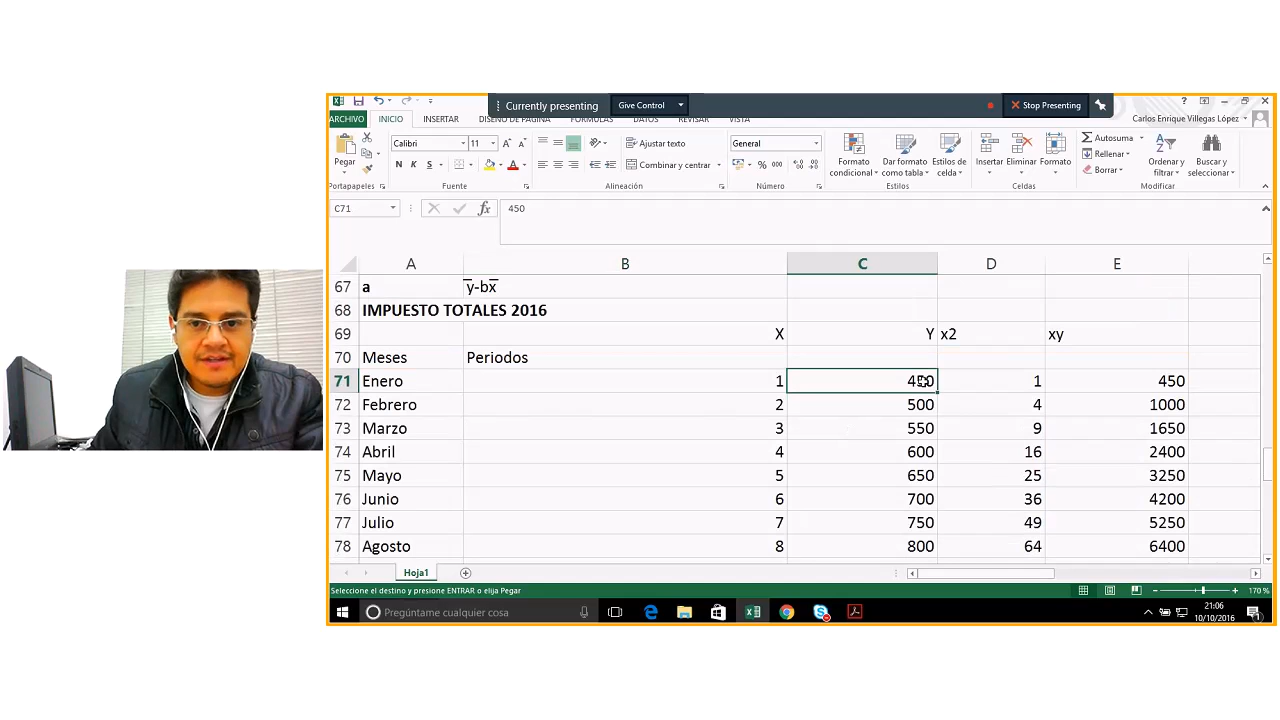 Currently presenting
Give Control
Stop Presenting
ARCHIVO
INICIO
INSERTAR
DISEÑO DE PÁGINA
FÓRMULAS
DATOS
REVISAR
VISTA
Carlos Enrique Villegas López
Pegar
Calibri
11
N K S
Ajustar texto
Combinar y centrar
General
% 000
Formato condicional
Dar formato como tabla
Estilos de celda
Insertar
Eliminar
Formato
Autosuma
Rellenar
Borrar
Ordenar y filtrar
Buscar y seleccionar
Portapapeles
Fuente
Alineación
Número
Estilos
Celdas
Modificar
C71
fx
450
A B C D E
67 a y̅-bx̅
68 IMPUESTO TOTALES 2016
69 X Y x2 xy
70 Meses Periodos
71 Enero 1 450 1 450
72 Febrero 2 500 4 1000
73 Marzo 3 550 9 1650
74 Abril 4 600 16 2400
75 Mayo 5 650 25 3250
76 Junio 6 700 36 4200
77 Julio 7 750 49 5250
78 Agosto 8 800 64 6400
Hoja1
Seleccione el destino y presione ENTRAR o elija Pegar
170 %
Pregúntame cualquier cosa
21:06
10/10/2016